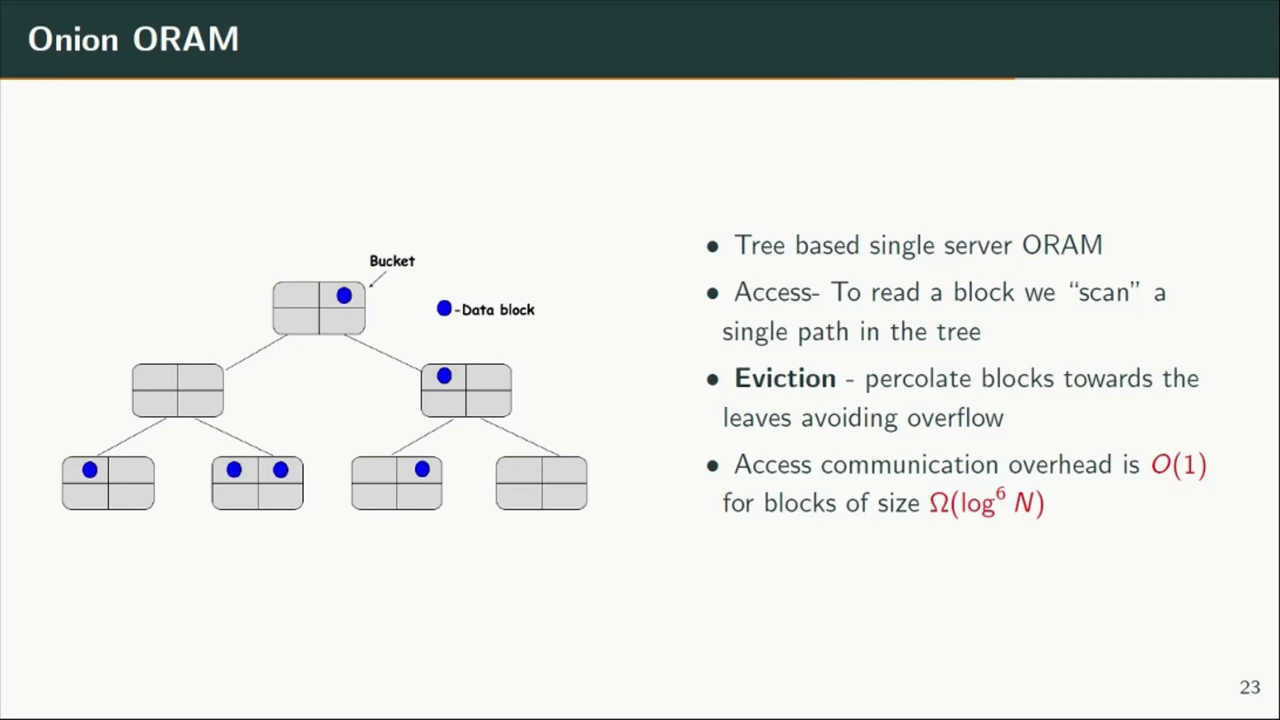 Onion ORAM
Bucket
-Data block
• Tree based single server ORAM
• Access- To read a block we “scan” a
single path in the tree
• Eviction - percolate blocks towards the
leaves avoiding overflow
• Access communication overhead is O(1)
for blocks of size Ω(log⁶ N)
23